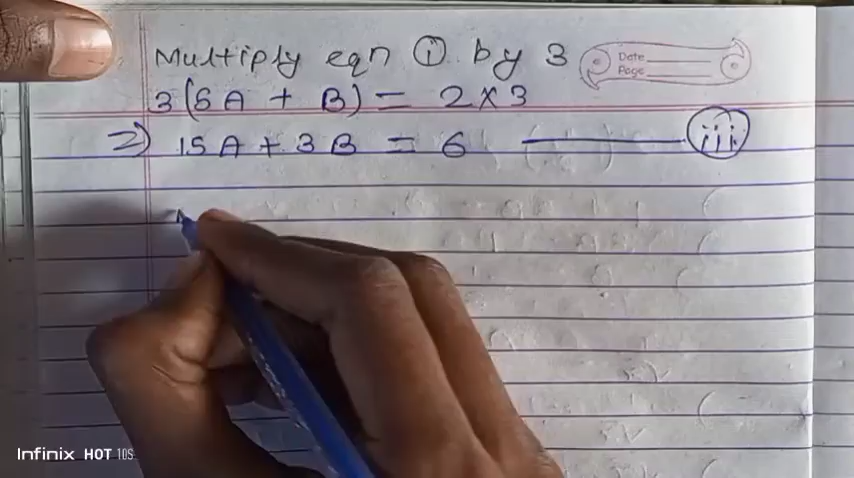 Multiply eqn (i) by 3
Date
Page
3(5A + B) = 2 × 3
⇒) 15A + 3B = 6 (iii)
Infinix HOT 10S